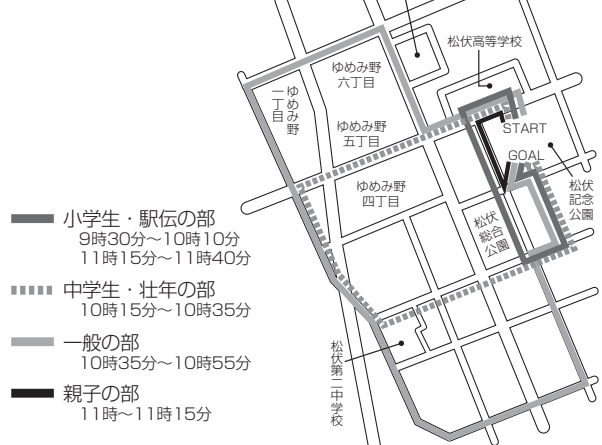 松伏高等学校
ゆめみ野
六丁目
ゆめみ野
一丁目
ゆめみ野
五丁目
START
GOAL
ゆめみ野
四丁目
松伏
記念
公園
松伏
総合
公園
小学生・駅伝の部
9時30分〜10時10分
11時15分〜11時40分
中学生・壮年の部
10時15分〜10時35分
一般の部
10時35分〜10時55分
親子の部
11時〜11時15分
松伏第二中学校